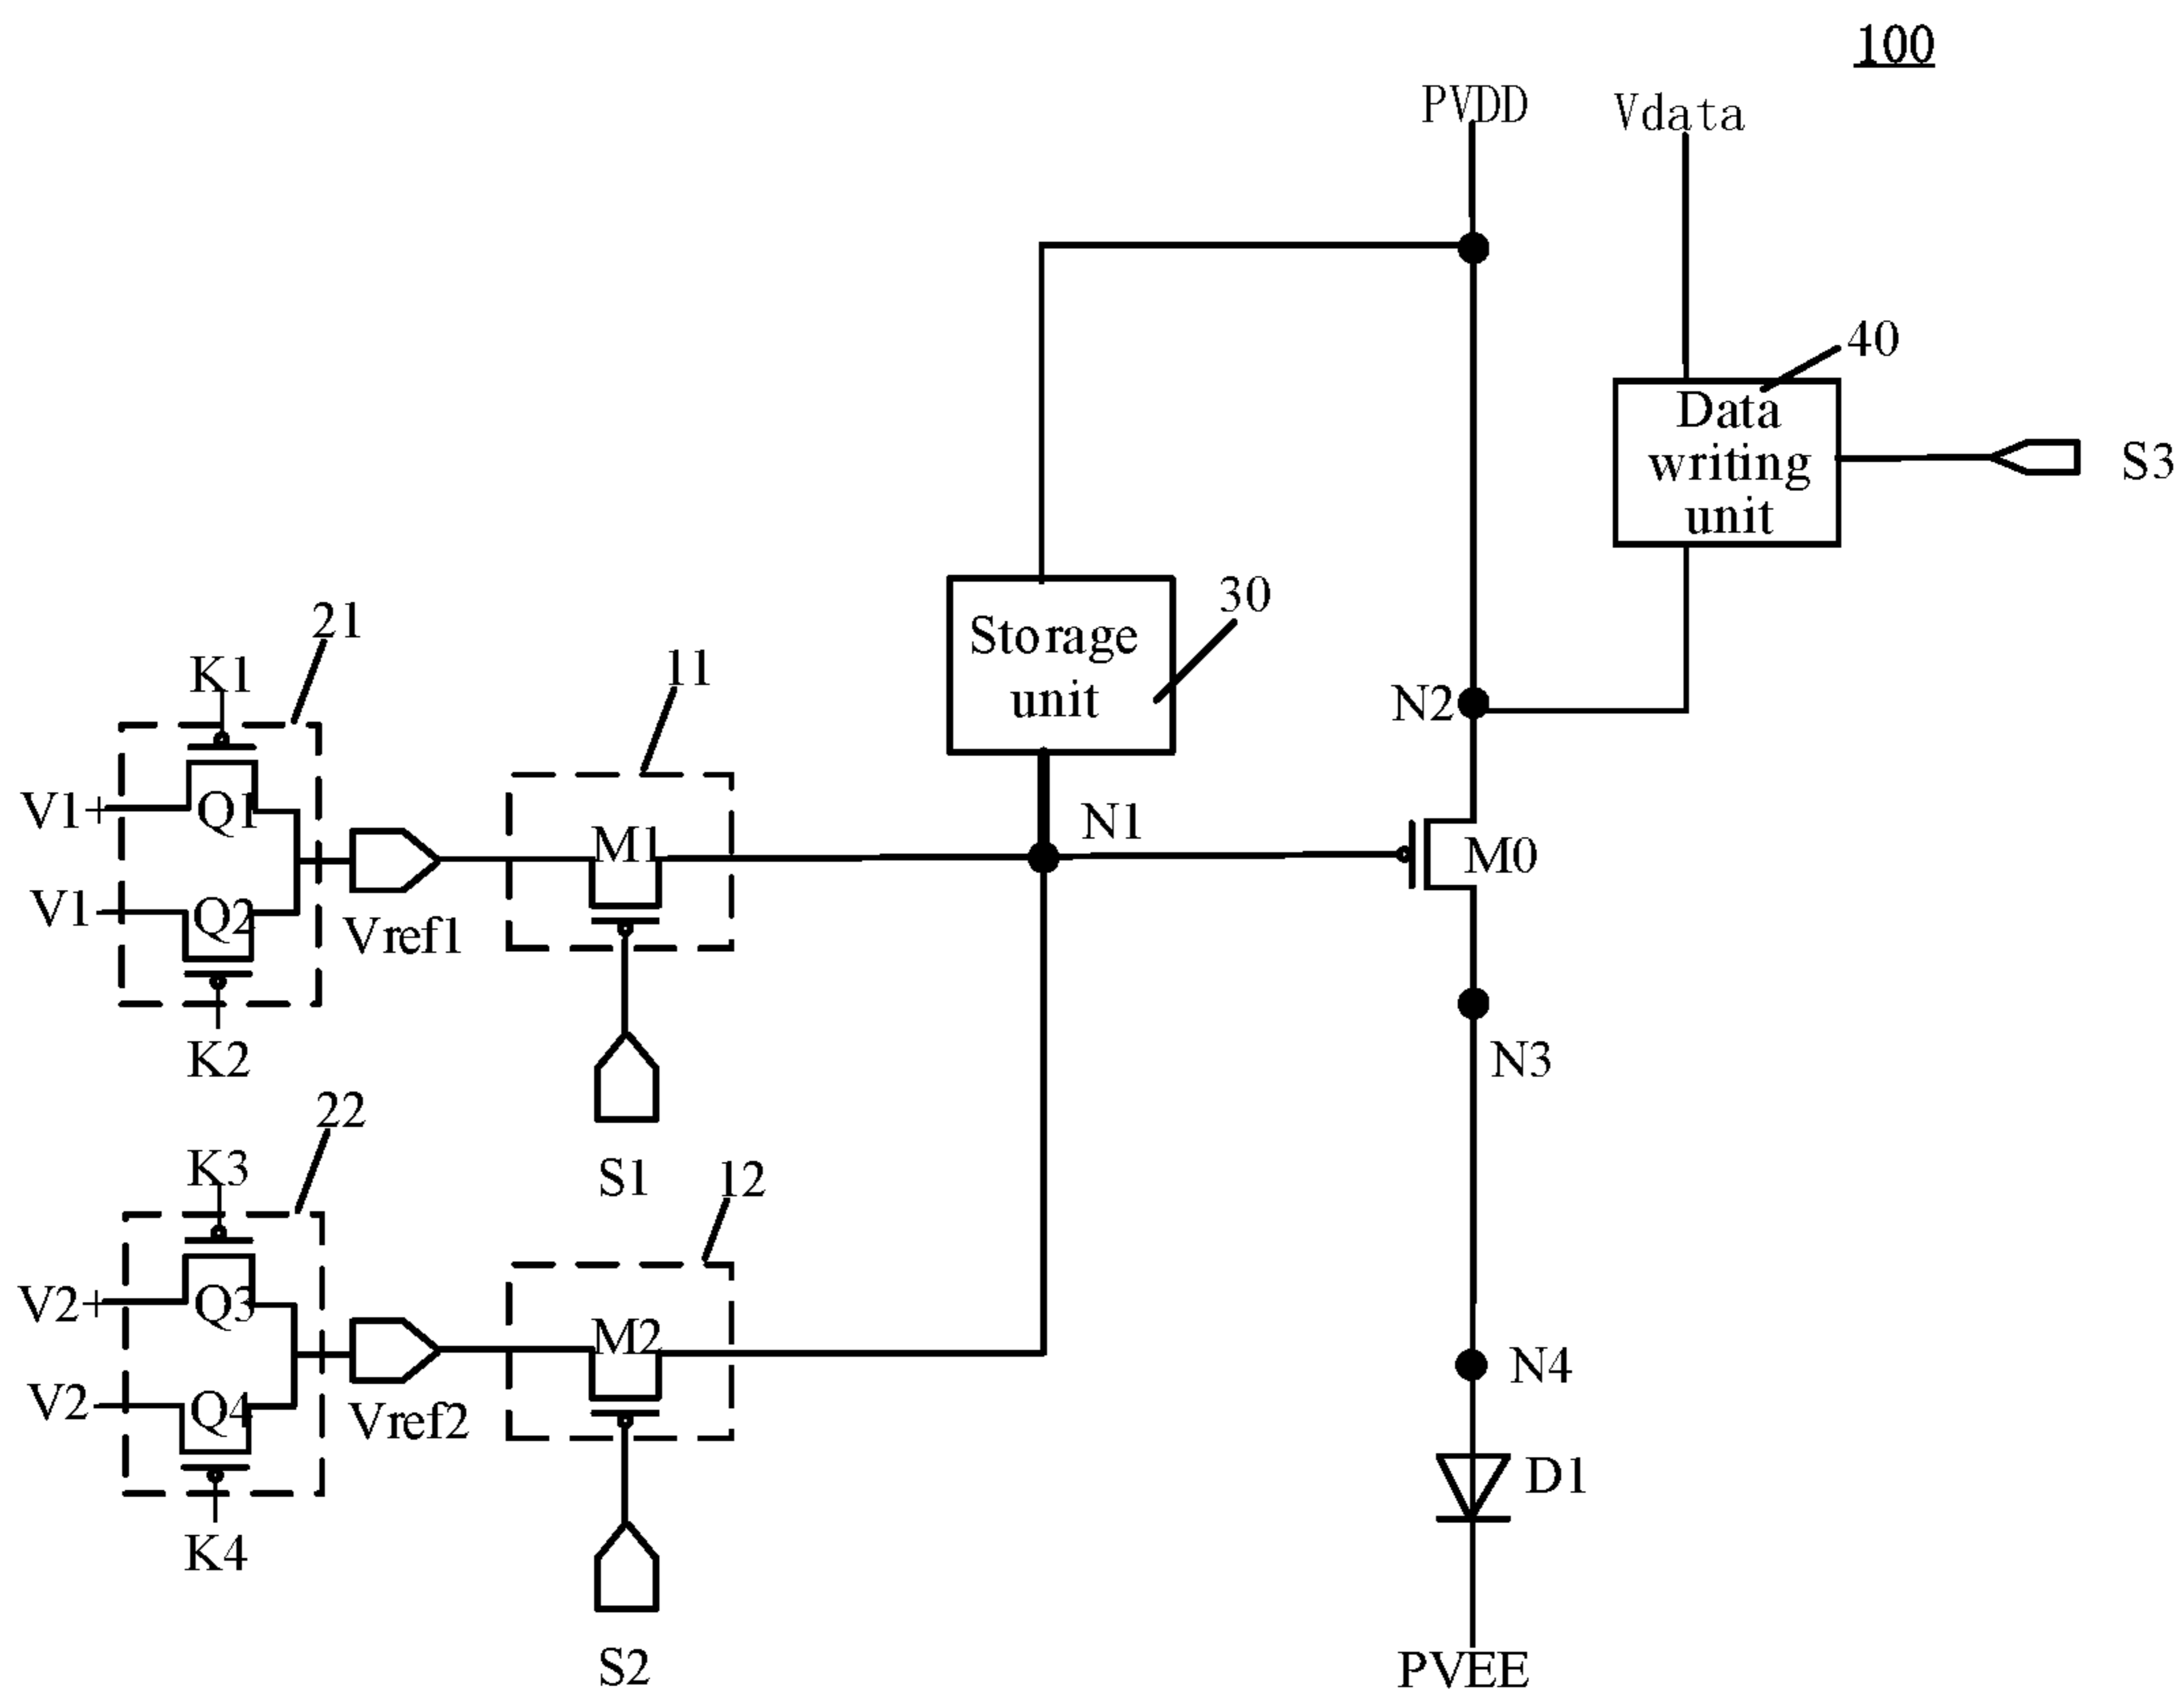 100
PVDD
Vdata
40
Data
writing
unit
S3
30
Storage
unit
21
K1
11
N2
V1+
Q1
M1
N1
M0
V1-
Q2
Vref1
K2
N3
22
K3
S1
12
V2+
Q3
M2
N4
V2-
Q4
Vref2
D1
K4
S2
PVEE